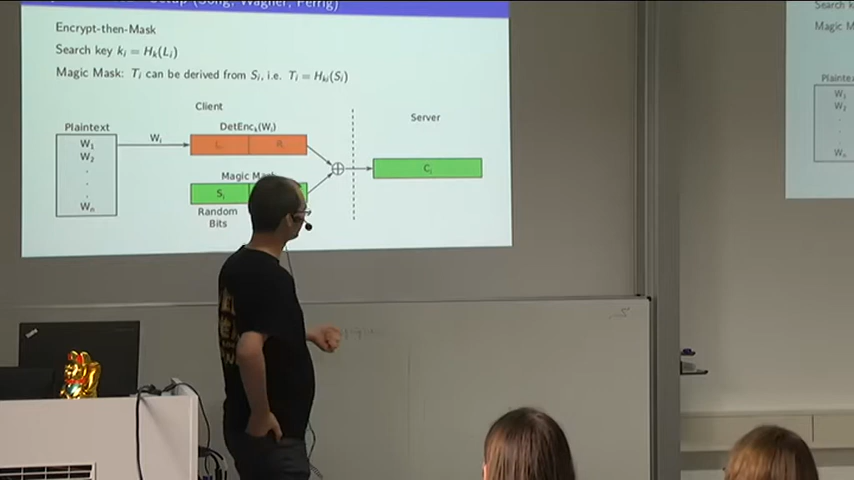 Setup (Song, Wagner, Perrig)
Encrypt-then-Mask
Search key kᵢ = Hₖ(Lᵢ)
Magic Mask: Tᵢ can be derived from Sᵢ, i.e. Tᵢ = Hₖᵢ(Sᵢ)
Client
Server
Plaintext
DetEncₖ(Wᵢ)
W₁
W₂
Wₙ
Wᵢ
Lᵢ
Rᵢ
Cᵢ
Magic
Sᵢ
Random
Bits
Search
Magic
W₁
W₂
Wₙ